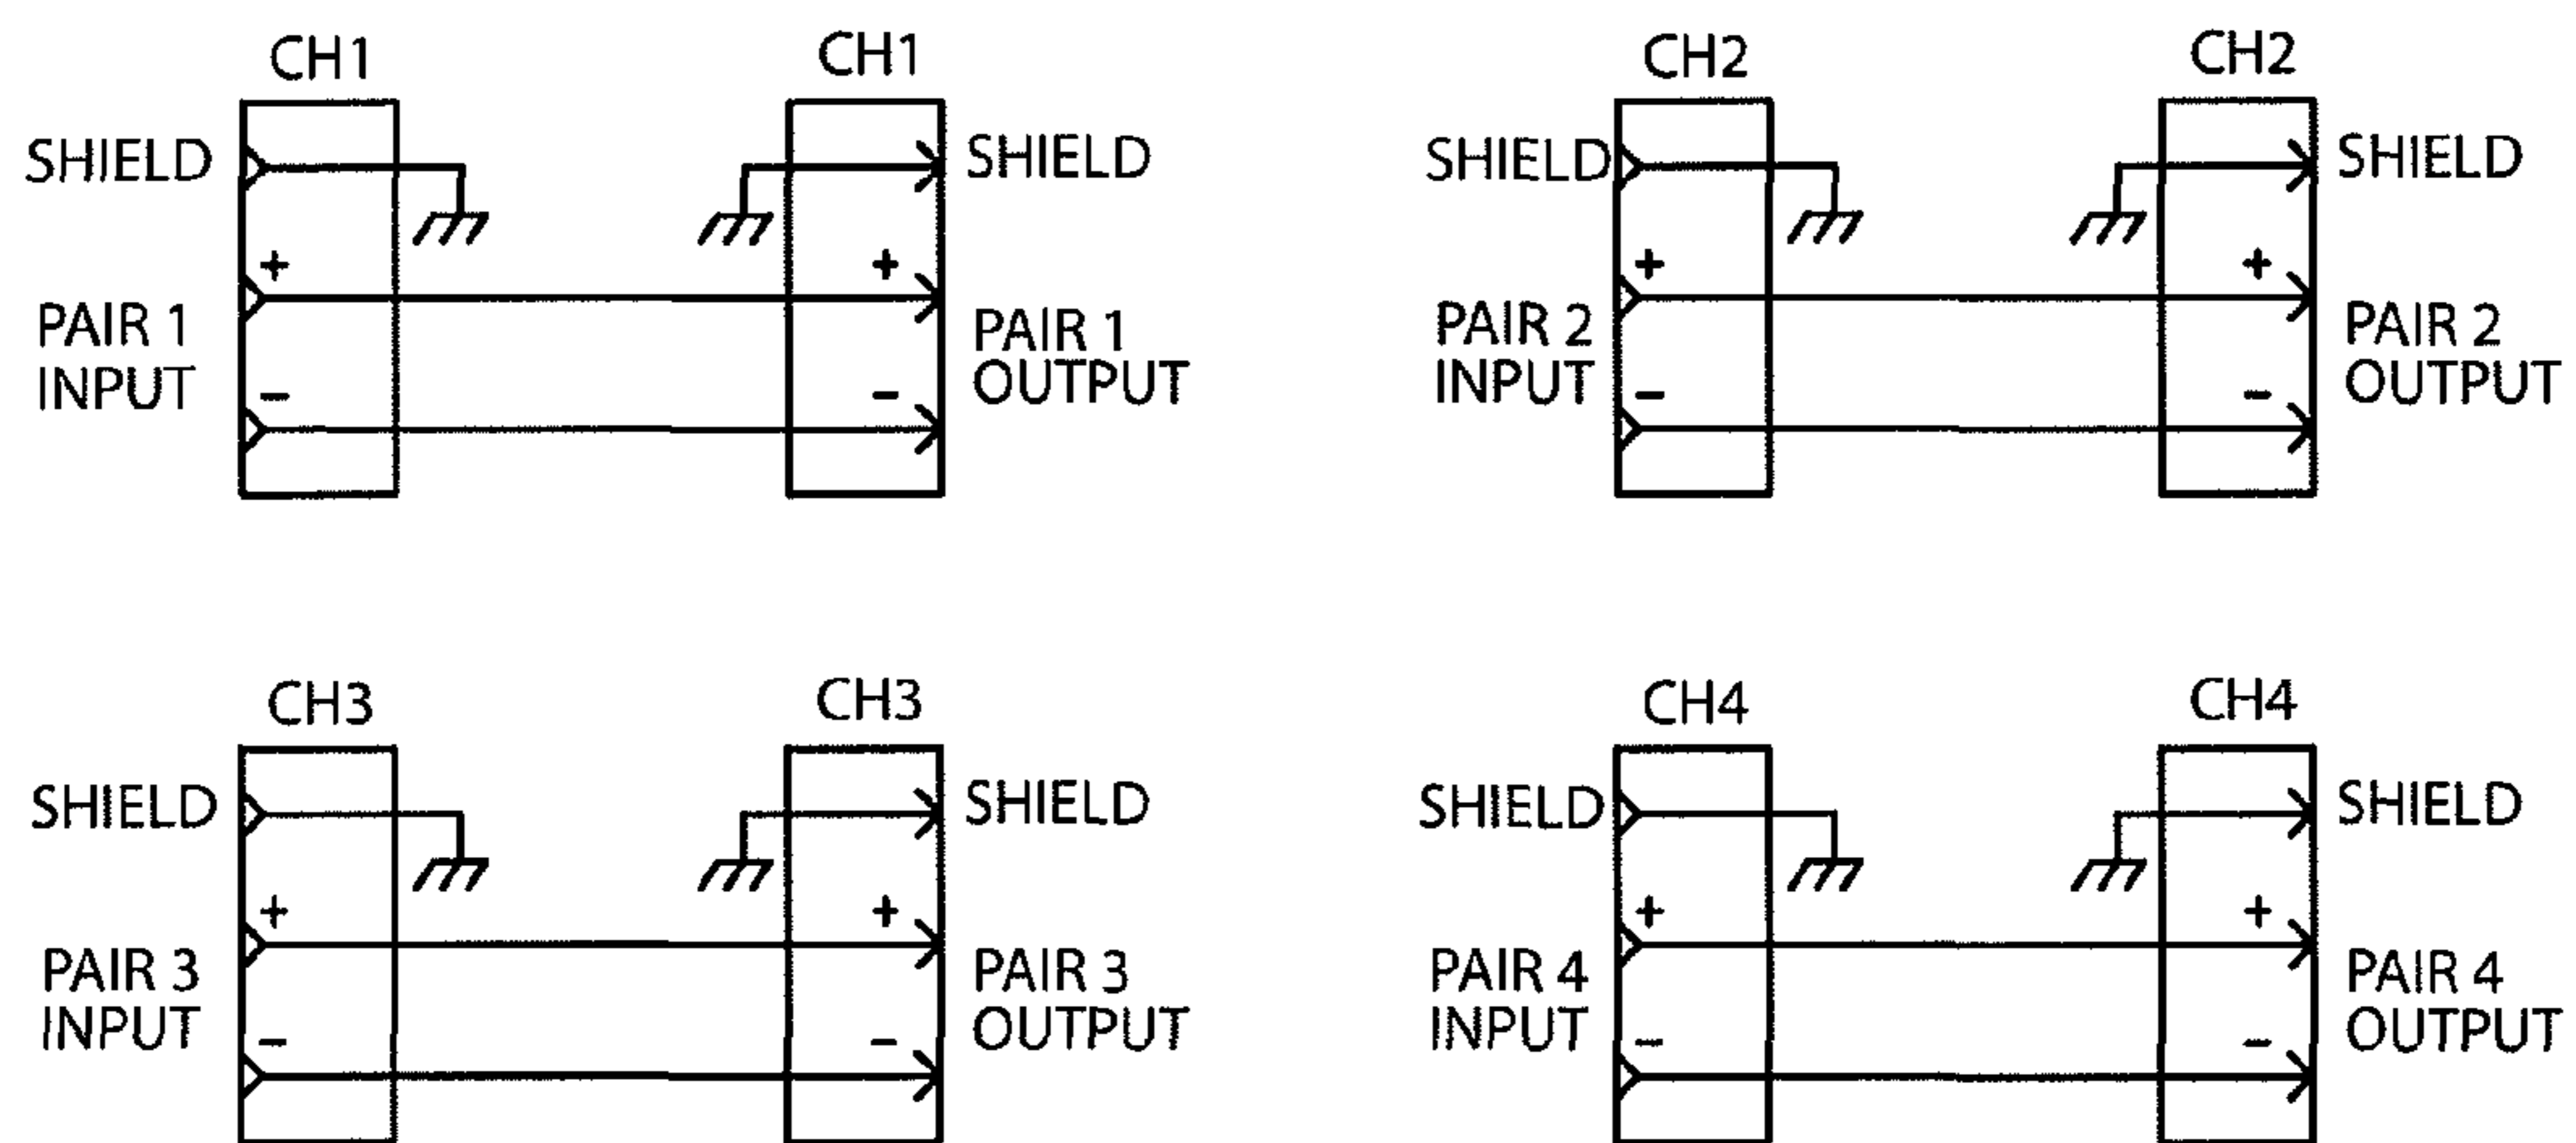 CH1
CH1
SHIELD
SHIELD
+
+
PAIR 1
INPUT
PAIR 1
OUTPUT
-
-
CH2
CH2
SHIELD
SHIELD
+
+
PAIR 2
INPUT
PAIR 2
OUTPUT
-
-
CH3
CH3
SHIELD
SHIELD
+
+
PAIR 3
INPUT
PAIR 3
OUTPUT
-
-
CH4
CH4
SHIELD
SHIELD
+
+
PAIR 4
INPUT
PAIR 4
OUTPUT
-
-